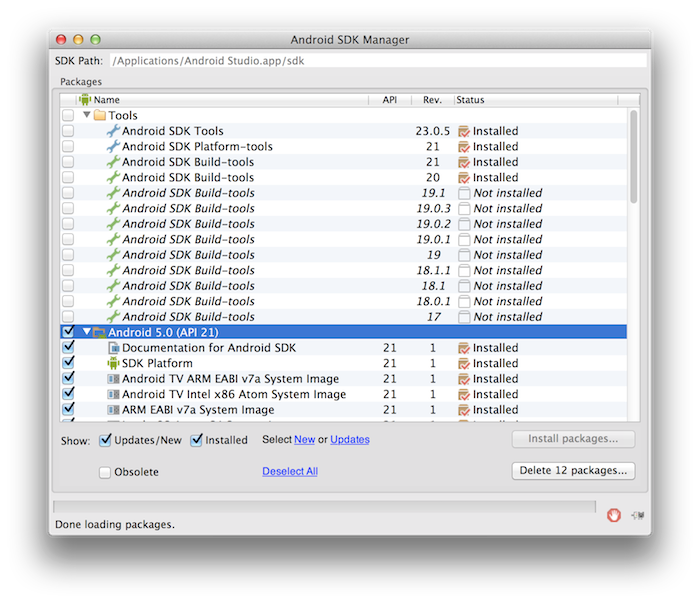 Android SDK Manager
SDK Path: /Applications/Android Studio.app/sdk
Packages
Name API Rev. Status
Tools
Android SDK Tools 23.0.5 Installed
Android SDK Platform-tools 21 Installed
Android SDK Build-tools 21 Installed
Android SDK Build-tools 20 Installed
Android SDK Build-tools 19.1 Not installed
Android SDK Build-tools 19.0.3 Not installed
Android SDK Build-tools 19.0.2 Not installed
Android SDK Build-tools 19.0.1 Not installed
Android SDK Build-tools 19 Not installed
Android SDK Build-tools 18.1.1 Not installed
Android SDK Build-tools 18.1 Not installed
Android SDK Build-tools 18.0.1 Not installed
Android SDK Build-tools 17 Not installed
Android 5.0 (API 21)
Documentation for Android SDK 21 1 Installed
SDK Platform 21 1 Installed
Android TV ARM EABI v7a System Image 21 1 Installed
Android TV Intel x86 Atom System Image 21 1 Installed
ARM EABI v7a System Image 21 1 Installed
Show: Updates/New Installed Select New or Updates Install packages...
Obsolete Deselect All Delete 12 packages...
Done loading packages.